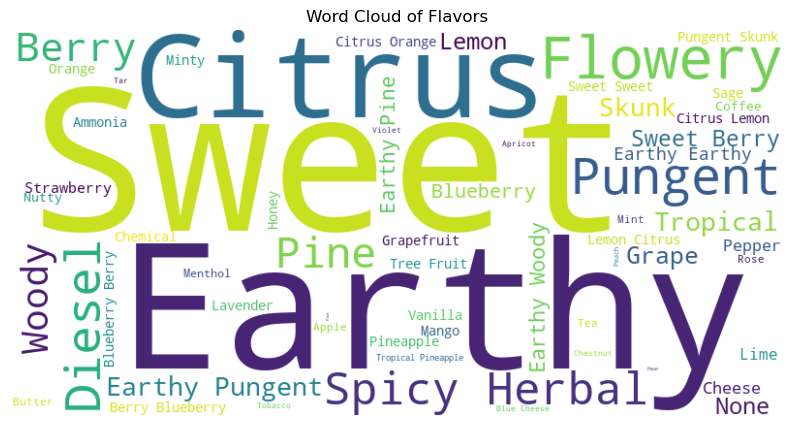 Word Cloud of Flavors
Berry
Citrus
Citrus Orange
Lemon
Flowery
Pungent Skunk
Orange
Minty
Tar
Sweet
Earthy Pine
Sweet Sweet
Sage
Coffee
Skunk
Citrus Lemon
Ammonia
Violet
Apricot
Sweet Berry
Earthy Earthy
Strawberry
Nutty
Honey
Blueberry
Pungent
Mint
Tropical
Chemical
Pine
Grapefruit
Lemon Citrus
Pepper
Woody
Diesel
Blueberry Berry
Earthy
Menthol
Tree Fruit
Earthy Woody
Peach
Grape
Rose
Lavender
Vanilla
Apple
Mango
Tea
Pineapple
Lime
Tropical Pineapple
Chestnut
Pear
Earthy Pungent
Spicy Herbal
Cheese
None
Butter
Berry Blueberry
Tobacco
Blue Cheese